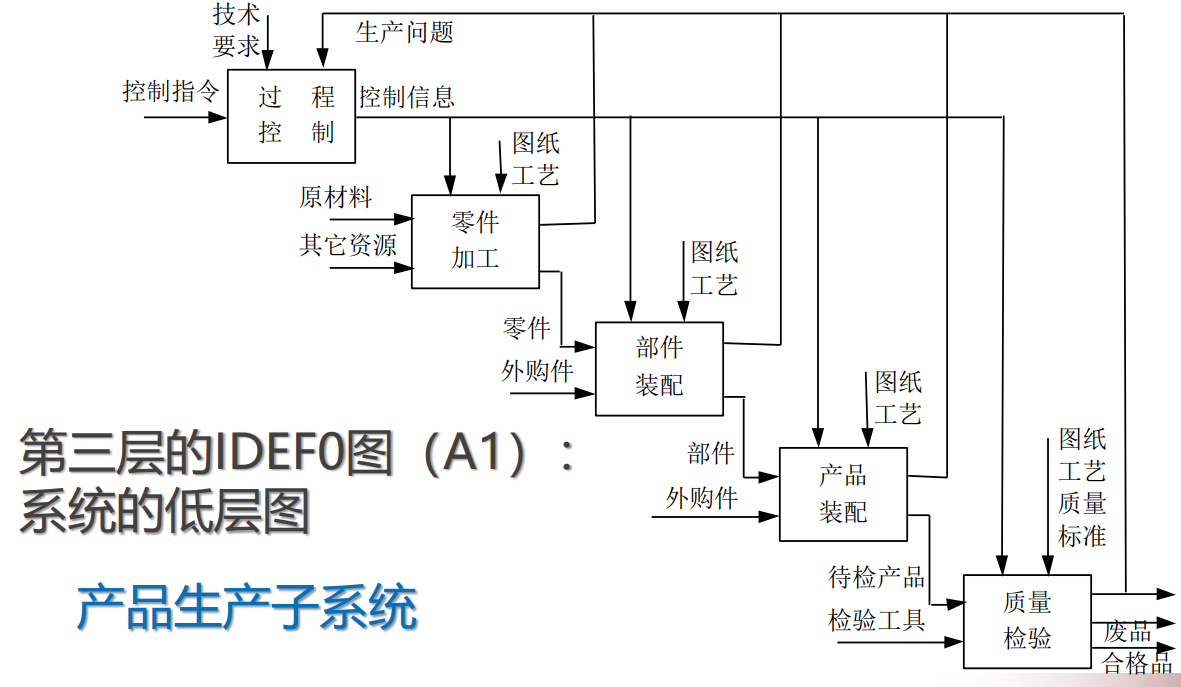 技术
要求
生产问题
控制指令
过 程
控 制
控制信息
图纸
工艺
原材料
其它资源
零件
加工
图纸
工艺
零件
外购件
部件
装配
图纸
工艺
部件
外购件
产品
装配
图纸
工艺
质量
标准
第三层的IDEF0图（A1）：
系统的低层图
产品生产子系统
待检产品
检验工具
质量
检验
废品
合格品